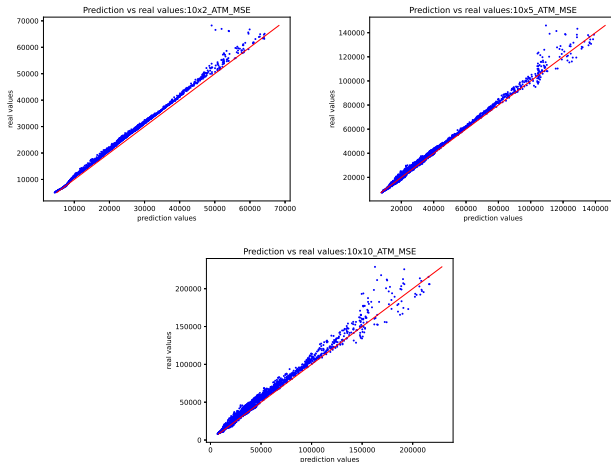 Prediction vs real values:10x2_ATM_MSE
70000
60000
50000
40000
30000
20000
10000
real values
10000 20000 30000 40000 50000 60000 70000
prediction values
Prediction vs real values:10x5_ATM_MSE
140000
120000
100000
80000
60000
40000
20000
real values
20000 40000 60000 80000 100000 120000 140000
prediction values
Prediction vs real values:10x10_ATM_MSE
200000
150000
100000
50000
0
real values
0 50000 100000 150000 200000
prediction values